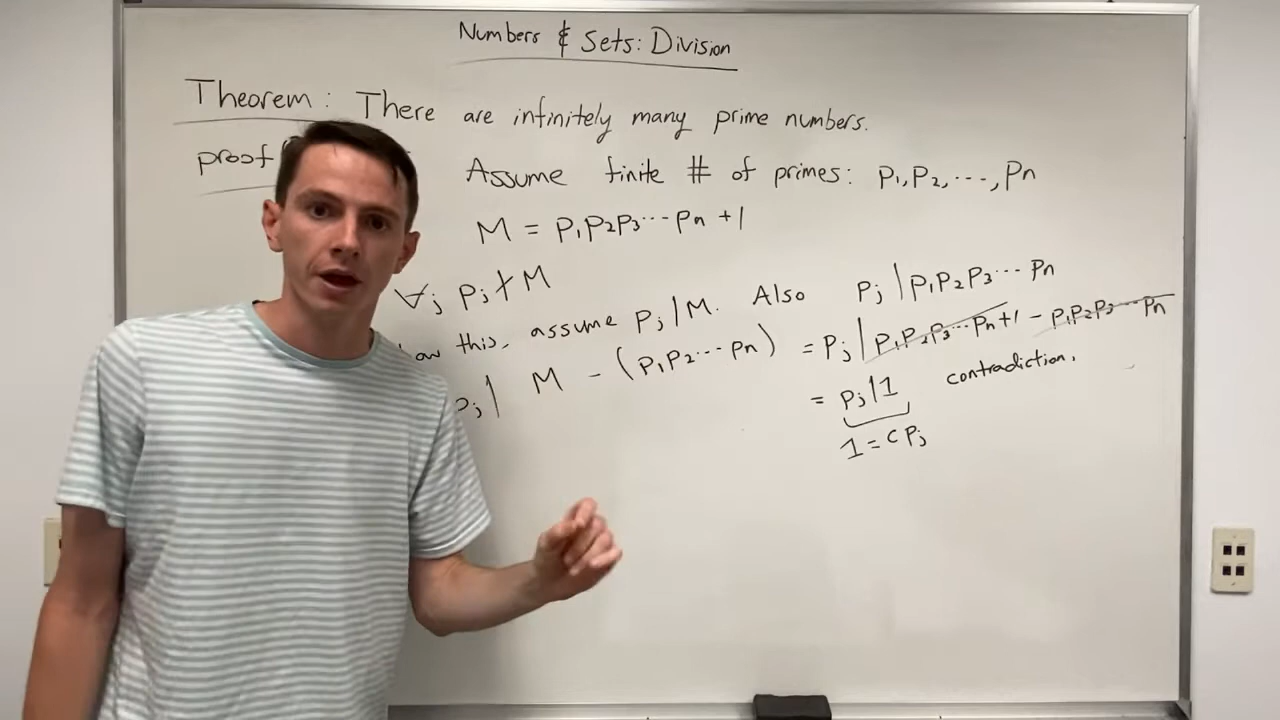 Numbers & Sets: Division
Theorem: There are infinitely many prime numbers.
proof
Assume finite # of primes: p₁, p₂, ..., pₙ
M = p₁p₂p₃...pₙ + 1
∀ⱼ pⱼ ∤ M
this, assume pⱼ | M. Also pⱼ | p₁p₂p₃...pₙ
pⱼ | M - (p₁p₂...pₙ) = pⱼ | p₁p₂p₃...pₙ + 1 - p₁p₂p₃...pₙ
= pⱼ | 1 contradiction.
1 = c pⱼ